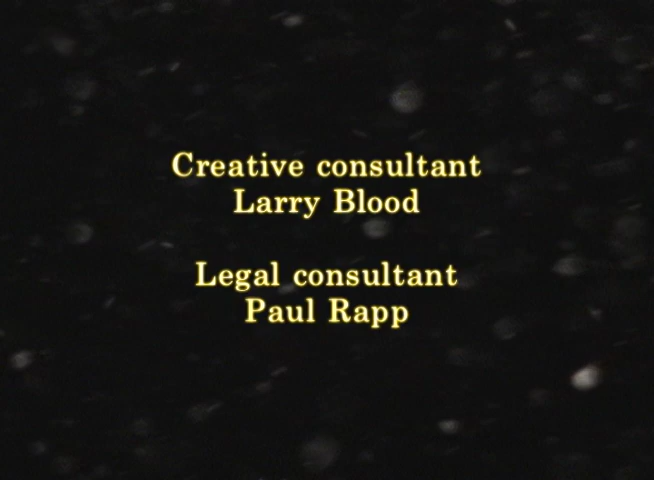 Creative consultant
Larry Blood
Legal consultant
Paul Rapp